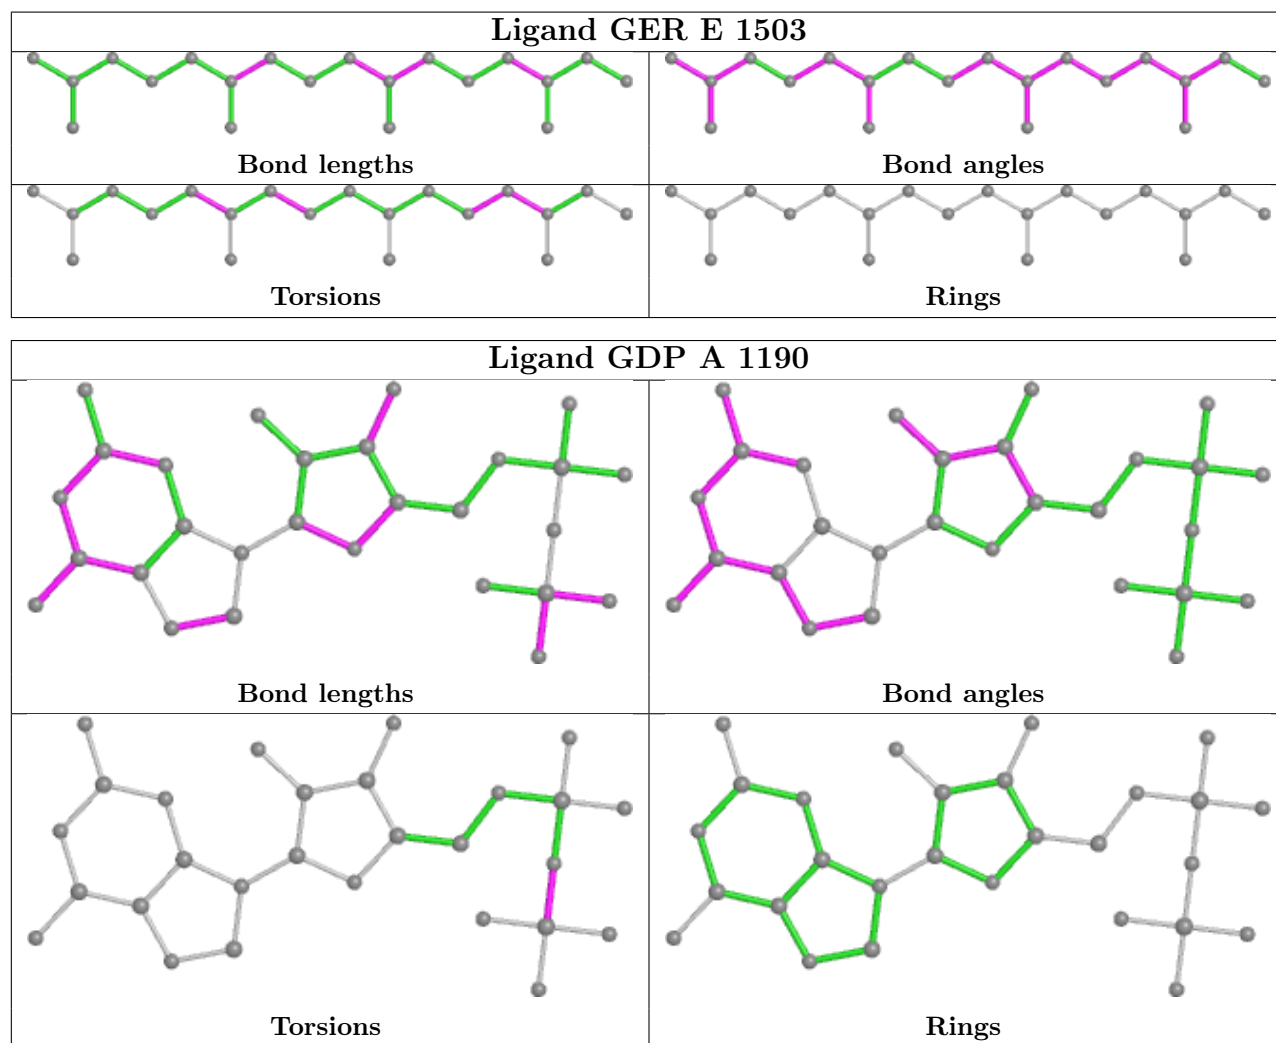 Ligand GER E 1503
Bond lengths
Bond angles
Torsions
Rings
Ligand GDP A 1190
Bond lengths
Bond angles
Torsions
Rings